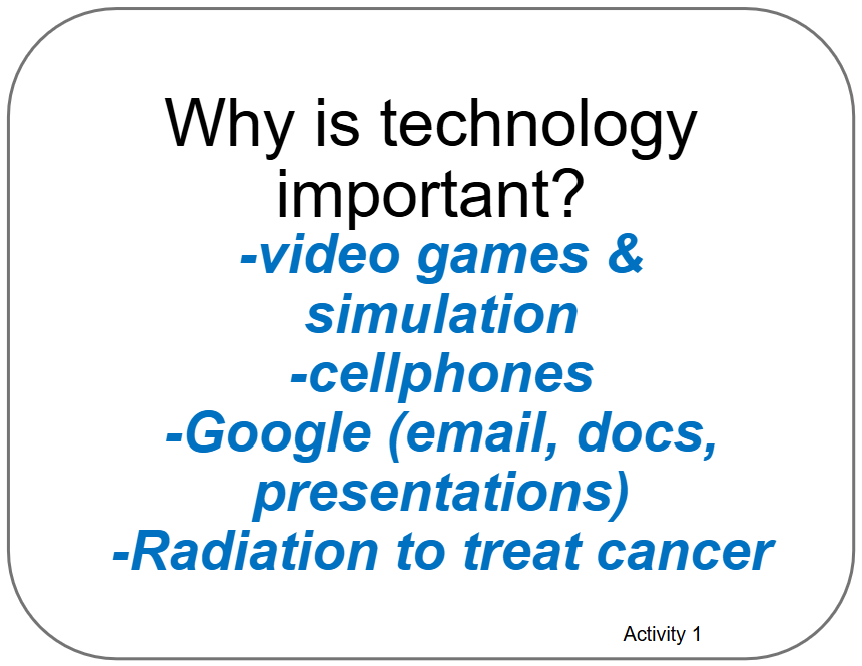 Why is technology
important?
-video games &
simulation
-cellphones
-Google (email, docs,
presentations)
-Radiation to treat cancer
Activity 1